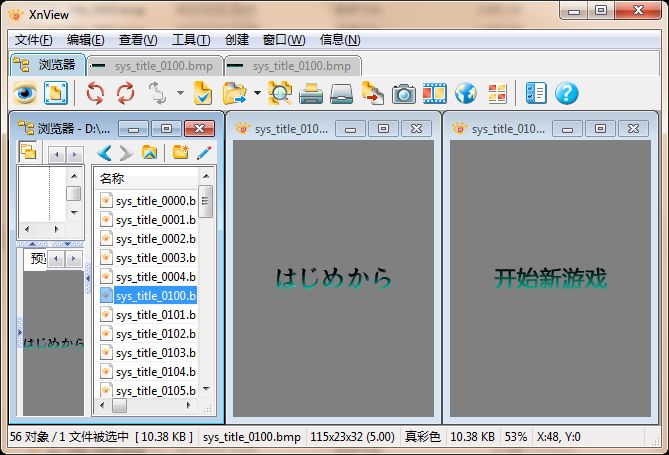 XnView
文件(F) 编辑(E) 查看(V) 工具(T) 创建 窗口(W) 信息(N)
浏览器 sys_title_0100.bmp sys_title_0100.bmp
浏览器 - D:\... sys_title_010... sys_title_010...
名称
sys_title_0000.b
sys_title_0001.b
sys_title_0002.b
sys_title_0003.b
sys_title_0004.b
sys_title_0100.b
sys_title_0101.b
sys_title_0102.b
sys_title_0103.b
sys_title_0104.b
sys_title_0105.b
预
はじめから
はじめから
开始新游戏
56 对象 / 1 文件被选中 [ 10.38 KB ] sys_title_0100.bmp 115x23x32 (5.00) 真彩色 10.38 KB 53% X:48, Y:0